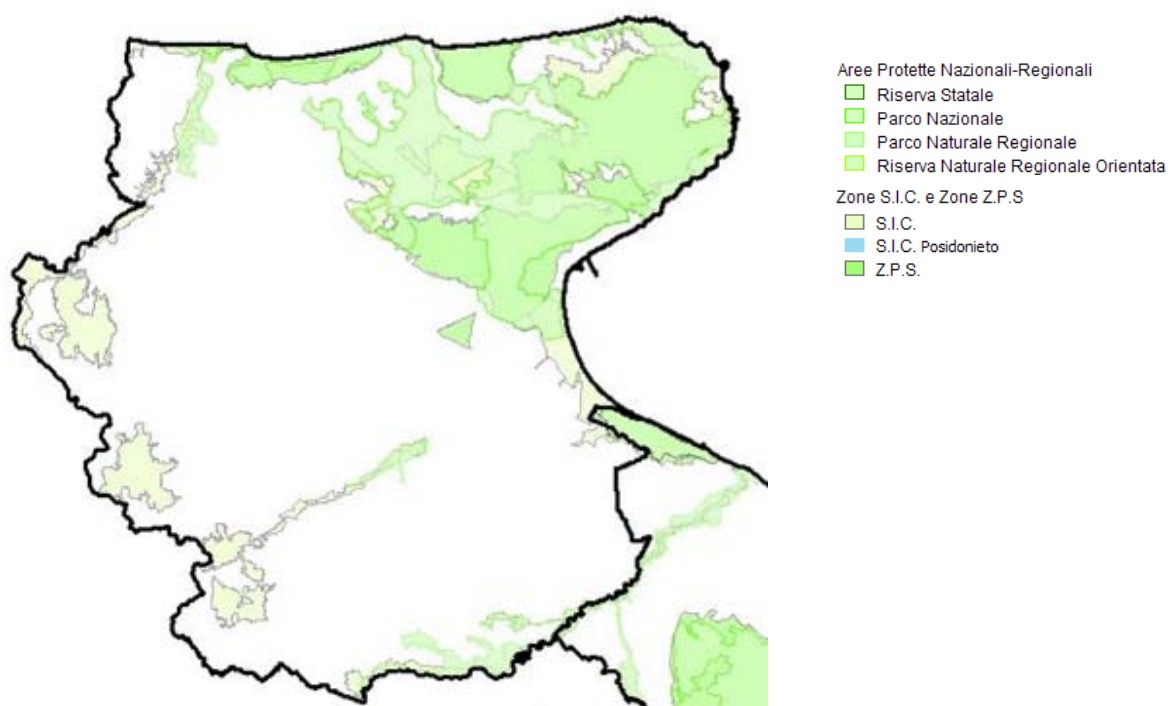 Aree Protette Nazionali-Regionali
Riserva Statale
Parco Nazionale
Parco Naturale Regionale
Riserva Naturale Regionale Orientata
Zone S.I.C. e Zone Z.P.S
S.I.C.
S.I.C. Posidonieto
Z.P.S.